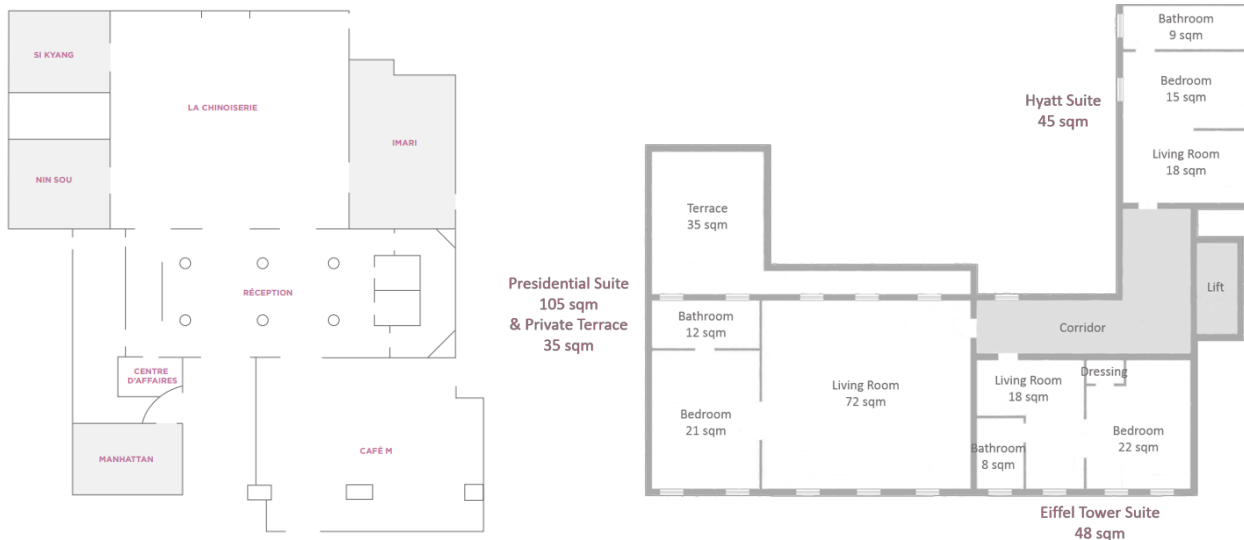 SI KYANG
LA CHINOISERIE
IMARI
NIN SOU
RÉCEPTION
CENTRE
D'AFFAIRES
MANHATTAN
CAFÉ M
Bathroom
9 sqm
Bedroom
15 sqm
Hyatt Suite
45 sqm
Living Room
18 sqm
Terrace
35 sqm
Presidential Suite
105 sqm
& Private Terrace
35 sqm
Lift
Bathroom
12 sqm
Corridor
Living Room
72 sqm
Living Room
18 sqm
Dressing
Bedroom
21 sqm
Bedroom
22 sqm
Bathroom
8 sqm
Eiffel Tower Suite
48 sqm